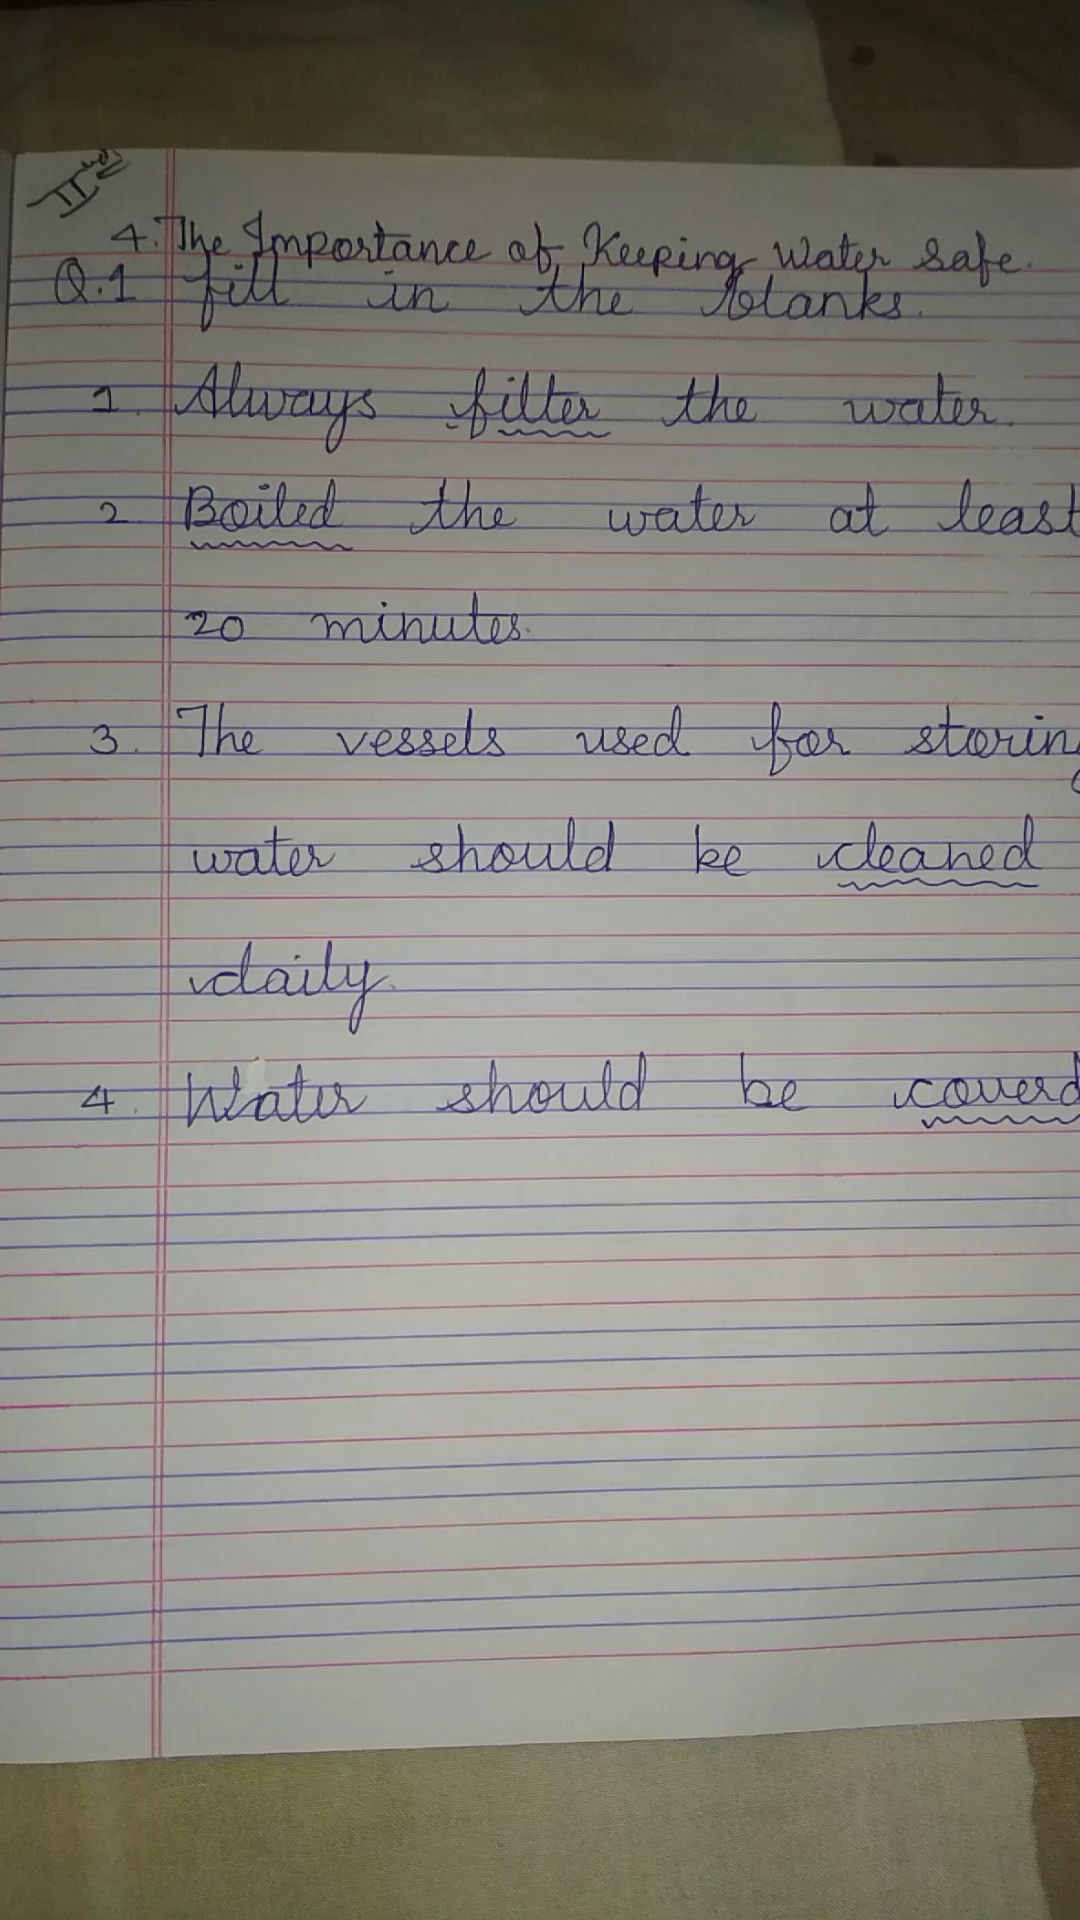 IInd
4. The Importance of Keeping Water Safe.
Q.1 fill in the blanks.
1. Always filter the water.
2. Boiled the water at least
20 minutes.
3. The vessels used for storing
water should be cleaned
daily.
4. Water should be coverd